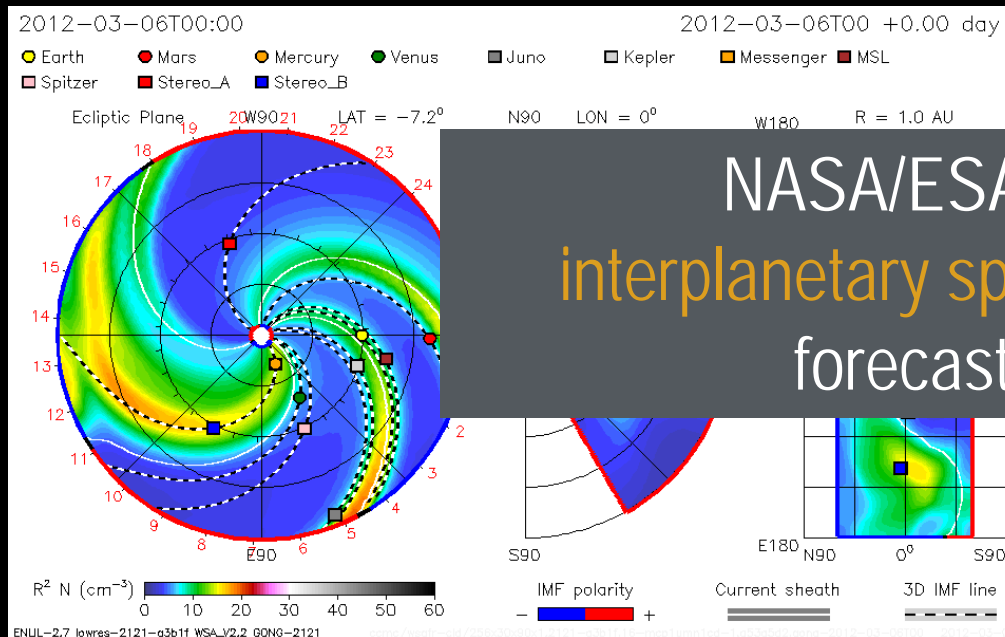 2012-03-06T00:00
2012-03-06T00 +0.00 day
Earth Mars Mercury Venus Juno Kepler Messenger MSL
Spitzer Stereo_A Stereo_B
Ecliptic Plane W90 LAT = -7.2° N90 LON = 0° W180 R = 1.0 AU
20 21
19 22
18 23
17 24
16
15
14
13
12
11
10
9
8
7
6
5
4
3
2
NASA/ESA
interplanetary sp
forecast
E90 S90 E180 N90 0° S90
R² N (cm⁻³)
0 10 20 30 40 50 60
IMF polarity
- +
Current sheath
3D IMF line
ENLIL-2.7 lowres-2121-a3b1f WSA_V2.2 GONG-2121